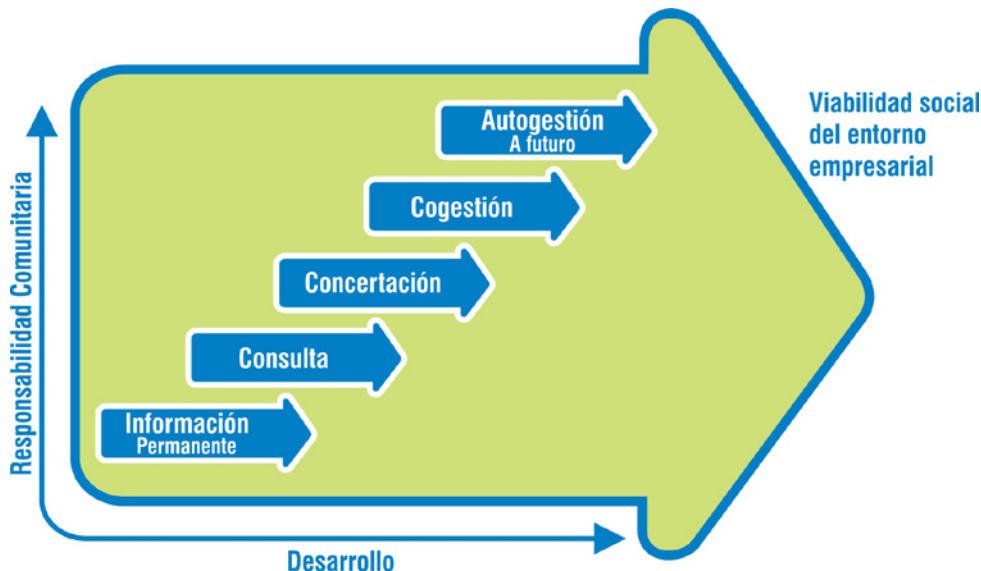 Viabilidad social
del entorno
empresarial
Autogestión
A futuro
Cogestión
Concertación
Consulta
Información
Permanente
Responsabilidad Comunitaria
Desarrollo